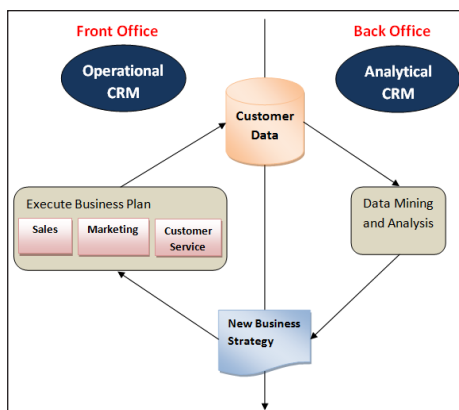 Front Office
Back Office
Operational
CRM
Analytical
CRM
Customer
Data
Execute Business Plan
Sales
Marketing
Customer
Service
Data Mining
and Analysis
New Business
Strategy